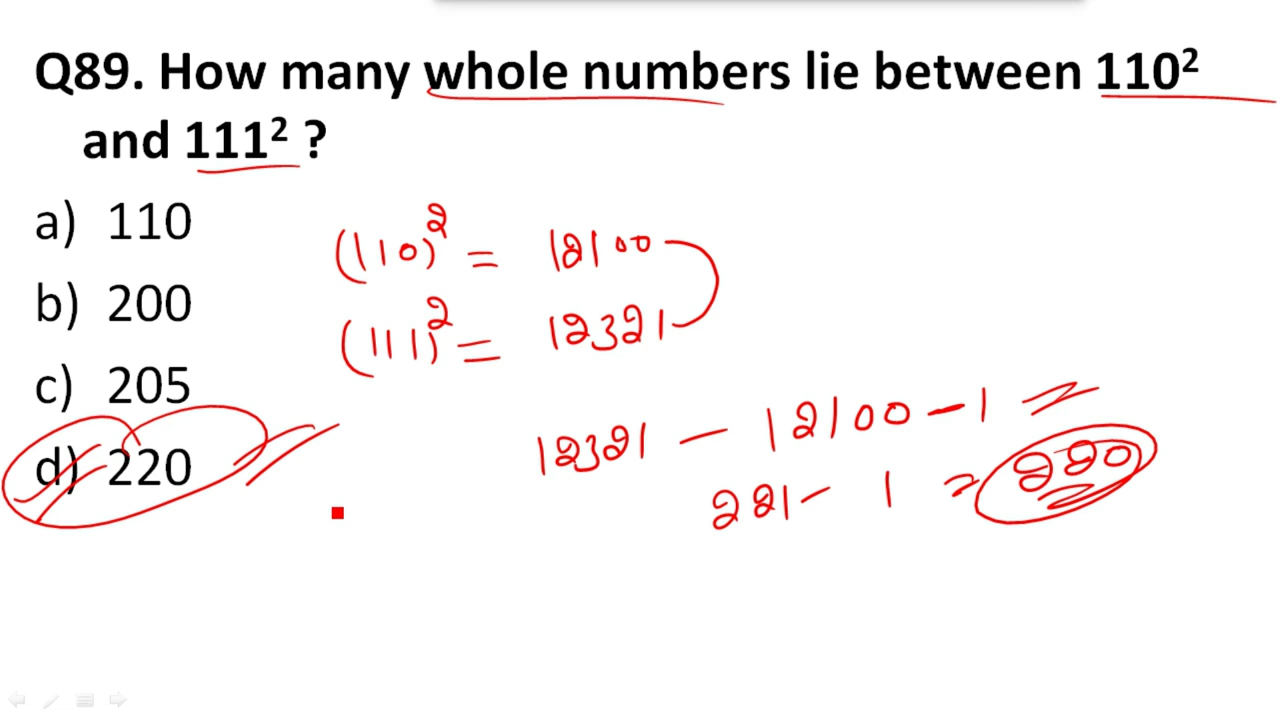 Q89. How many whole numbers lie between 110²
and 111² ?
a) 110
b) 200
c) 205
d) 220
(110)² = 12100
(111)² = 12321
12321 - 12100 - 1 =
221 - 1 = 220